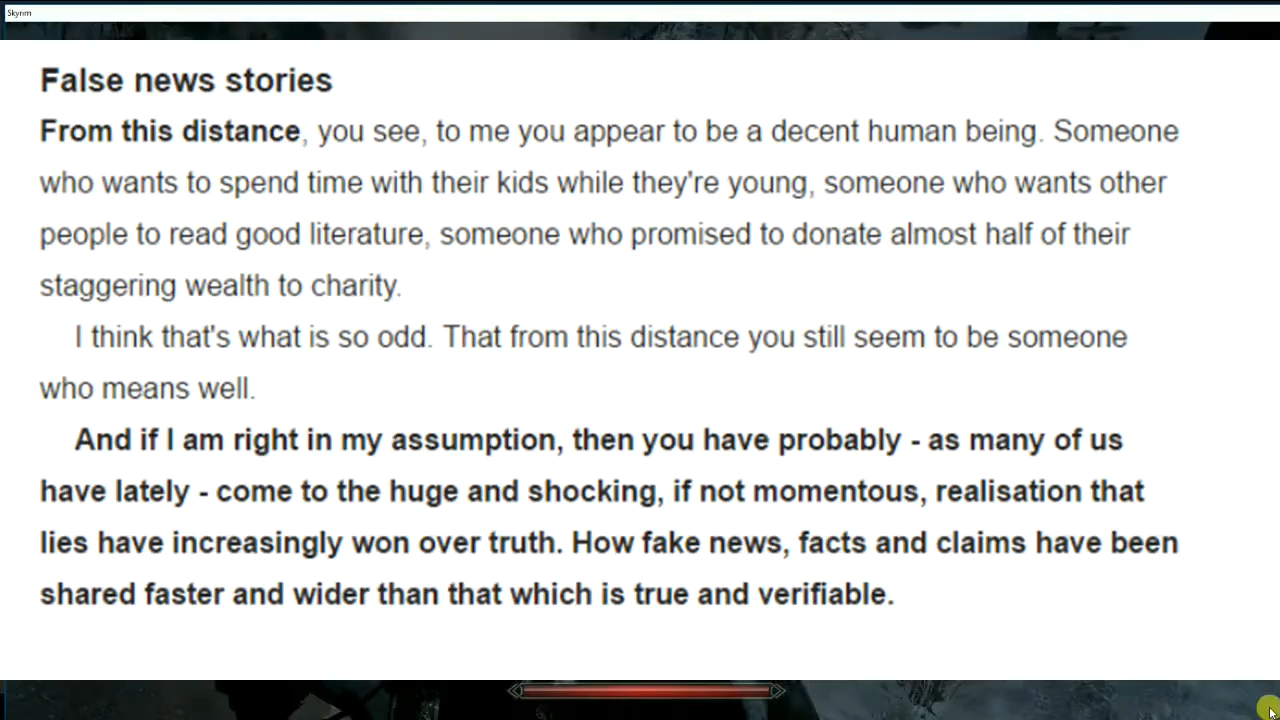 Skyrim
False news stories
From this distance, you see, to me you appear to be a decent human being. Someone
who wants to spend time with their kids while they're young, someone who wants other
people to read good literature, someone who promised to donate almost half of their
staggering wealth to charity.
I think that's what is so odd. That from this distance you still seem to be someone
who means well.
And if I am right in my assumption, then you have probably - as many of us
have lately - come to the huge and shocking, if not momentous, realisation that
lies have increasingly won over truth. How fake news, facts and claims have been
shared faster and wider than that which is true and verifiable.